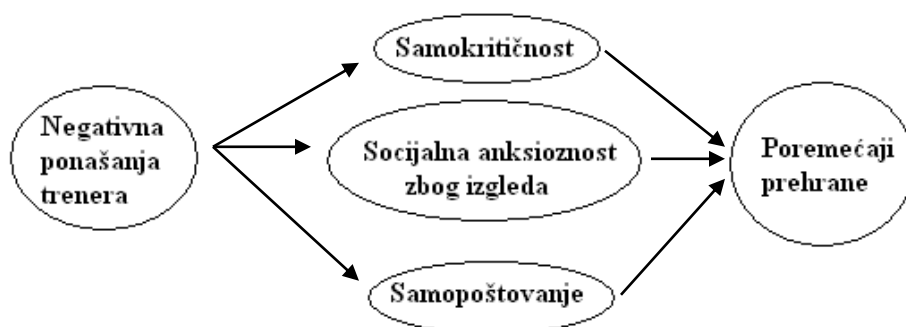 Negativna
ponašanja
trenera
Samokritičnost
Socijalna anksioznost
zbog izgleda
Samopoštovanje
Poremećaji
prehrane